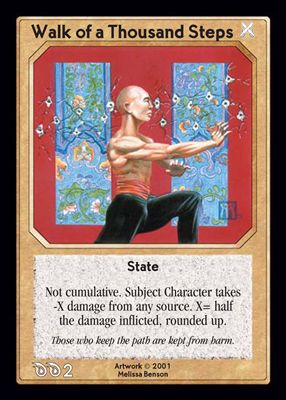 Walk of a Thousand Steps X
State
Not cumulative. Subject Character takes
-X damage from any source. X= half
the damage inflicted, rounded up.
Those who keep the path are kept from harm.
2
Artwork © 2001
Melissa Benson